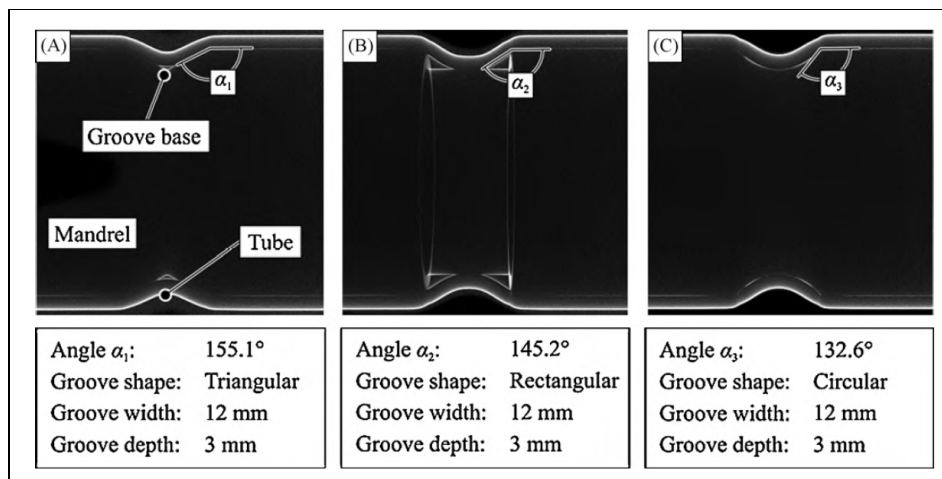 (A)
α₁
Groove base
Mandrel
Tube
(B)
α₂
(C)
α₃
Angle α₁: 155.1°
Groove shape: Triangular
Groove width: 12 mm
Groove depth: 3 mm
Angle α₂: 145.2°
Groove shape: Rectangular
Groove width: 12 mm
Groove depth: 3 mm
Angle α₃: 132.6°
Groove shape: Circular
Groove width: 12 mm
Groove depth: 3 mm